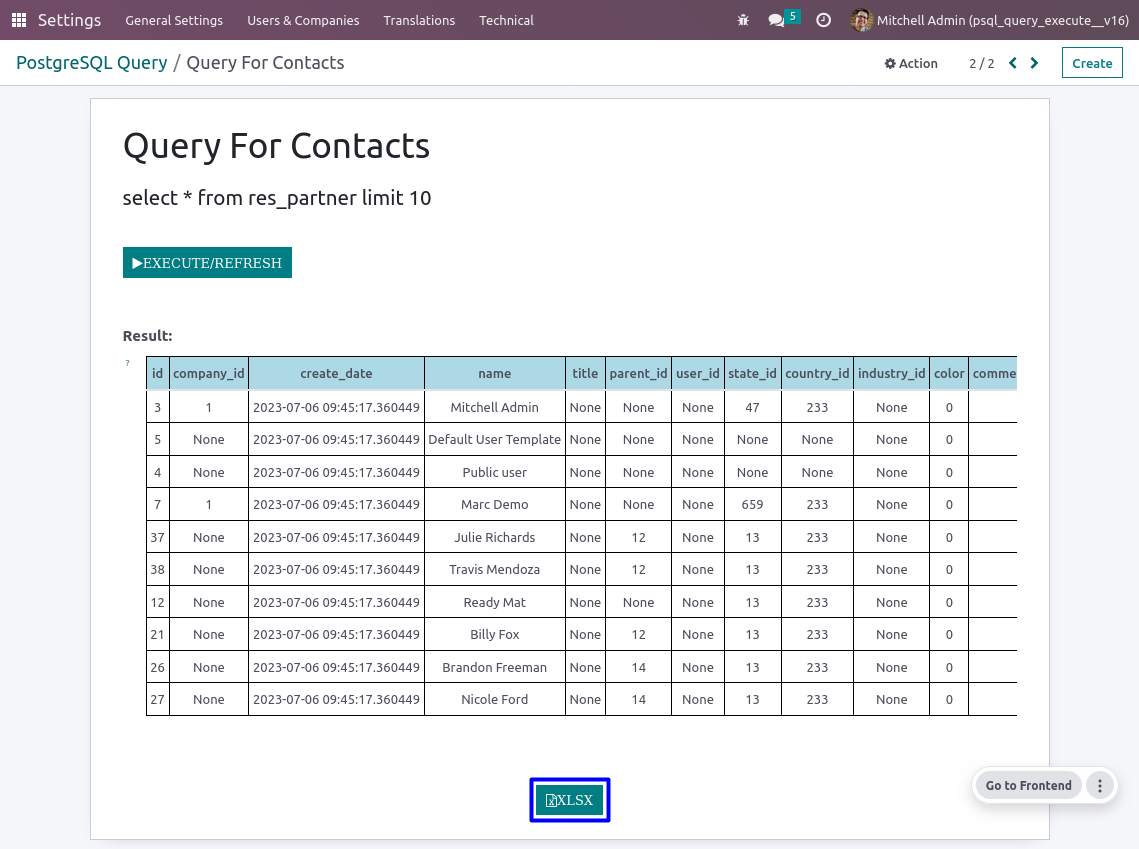 Settings General Settings Users & Companies Translations Technical 5 Mitchell Admin (psql_query_execute__v16)
PostgreSQL Query / Query For Contacts Action 2 / 2 Create
Query For Contacts
select * from res_partner limit 10
EXECUTE/REFRESH
Result:
?
id company_id create_date name title parent_id user_id state_id country_id industry_id color comme
3 1 2023-07-06 09:45:17.360449 Mitchell Admin None None None 47 233 None 0
5 None 2023-07-06 09:45:17.360449 Default User Template None None None None None None 0
4 None 2023-07-06 09:45:17.360449 Public user None None None None None None 0
7 1 2023-07-06 09:45:17.360449 Marc Demo None None None 659 233 None 0
37 None 2023-07-06 09:45:17.360449 Julie Richards None 12 None 13 233 None 0
38 None 2023-07-06 09:45:17.360449 Travis Mendoza None 12 None 13 233 None 0
12 None 2023-07-06 09:45:17.360449 Ready Mat None None None 13 233 None 0
21 None 2023-07-06 09:45:17.360449 Billy Fox None 12 None 13 233 None 0
26 None 2023-07-06 09:45:17.360449 Brandon Freeman None 14 None 13 233 None 0
27 None 2023-07-06 09:45:17.360449 Nicole Ford None 14 None 13 233 None 0
Go to Frontend
XLSX